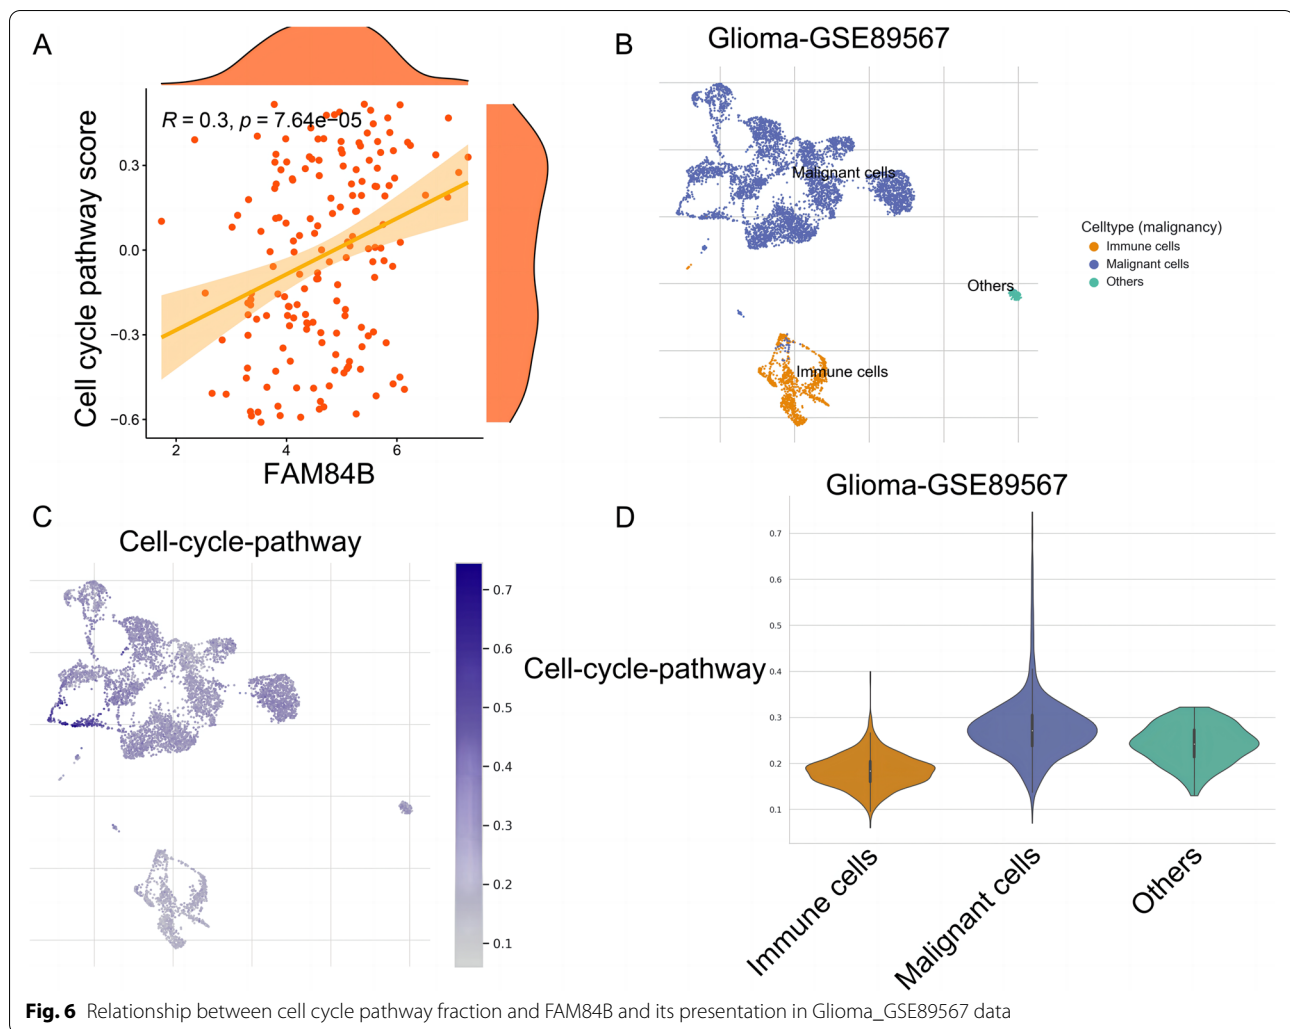 A
R = 0.3, p = 7.64e−05
Cell cycle pathway score
0.3
0.0
−0.3
−0.6
2
4
6
FAM84B
B
Glioma-GSE89567
Malignant cells
Others
Immune cells
Celltype (malignancy)
Immune cells
Malignant cells
Others
C
Cell-cycle-pathway
0.7
0.6
0.5
0.4
0.3
0.2
0.1
D
Glioma-GSE89567
Cell-cycle-pathway
0.7
0.6
0.5
0.4
0.3
0.2
0.1
Immune cells
Malignant cells
Others
Fig. 6 Relationship between cell cycle pathway fraction and FAM84B and its presentation in Glioma_GSE89567 data